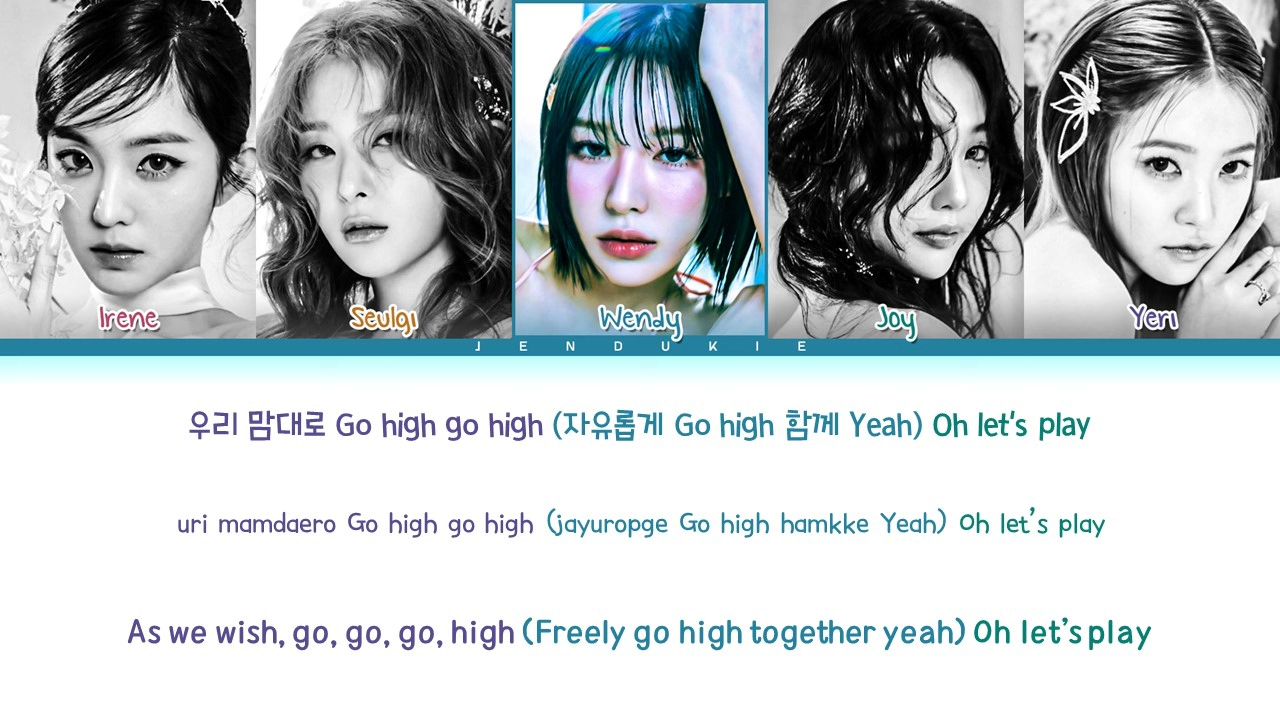 Irene Seulgi Wendy Joy Yeri
JENDUKIE
우리 맘대로 Go high go high (자유롭게 Go high 함께 Yeah) Oh let's play
uri mamdaero Go high go high (jayuropge Go high hamkke Yeah) Oh let's play
As we wish, go, go, go, high (Freely go high together yeah) Oh let's play